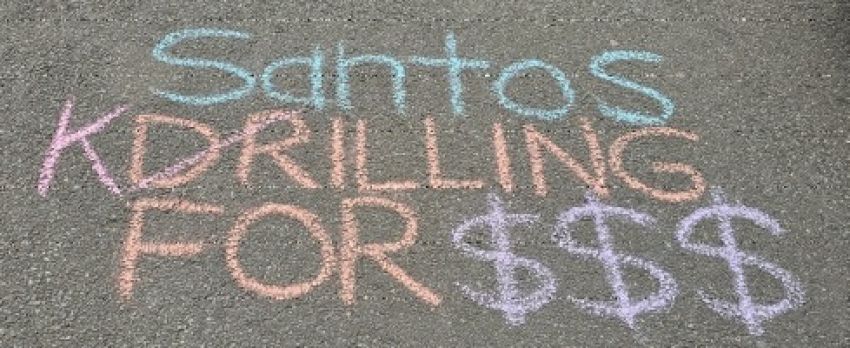 Santos
KDRILLING
FOR $$$